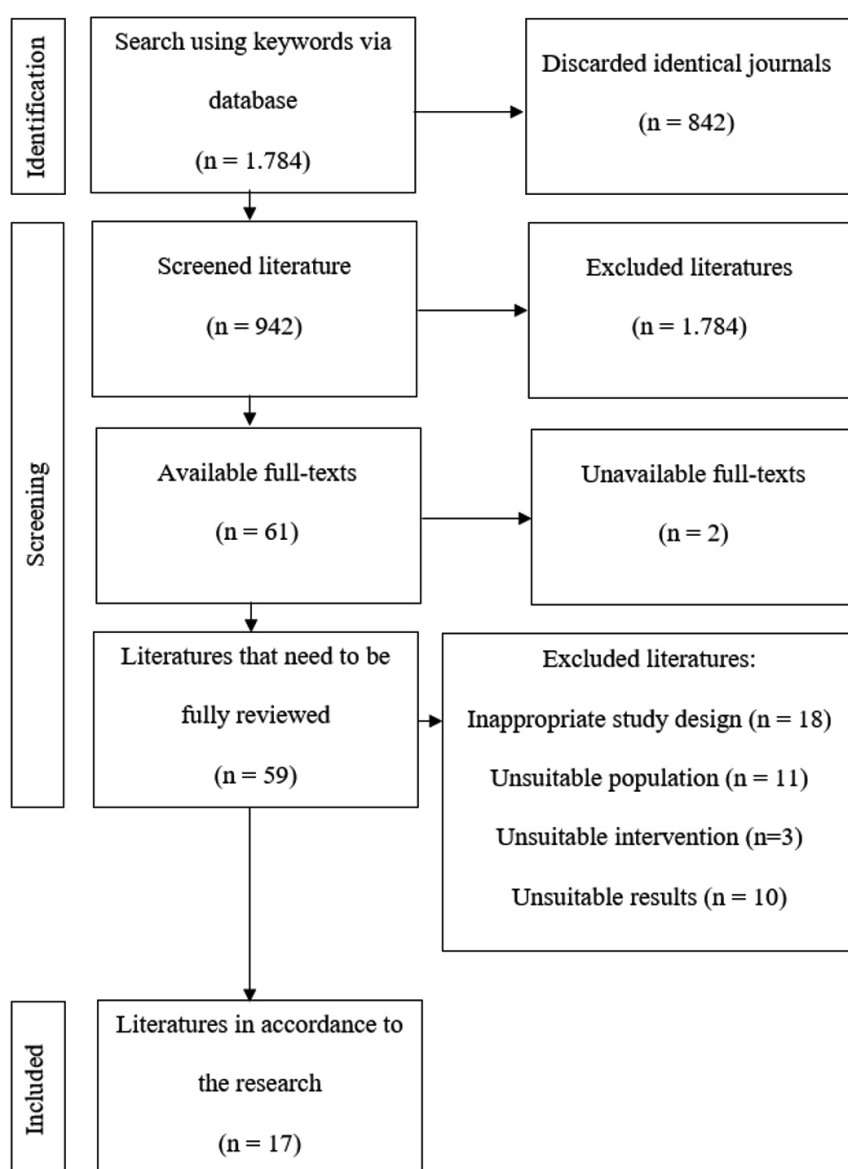 Identification
Search using keywords via
database
(n = 1.784)
Discarded identical journals
(n = 842)
Screening
Screened literature
(n = 942)
Excluded literatures
(n = 1.784)
Available full-texts
(n = 61)
Unavailable full-texts
(n = 2)
Literatures that need to be
fully reviewed
(n = 59)
Excluded literatures:
Inappropriate study design (n = 18)
Unsuitable population (n = 11)
Unsuitable intervention (n=3)
Unsuitable results (n = 10)
Included
Literatures in accordance to
the research
(n = 17)